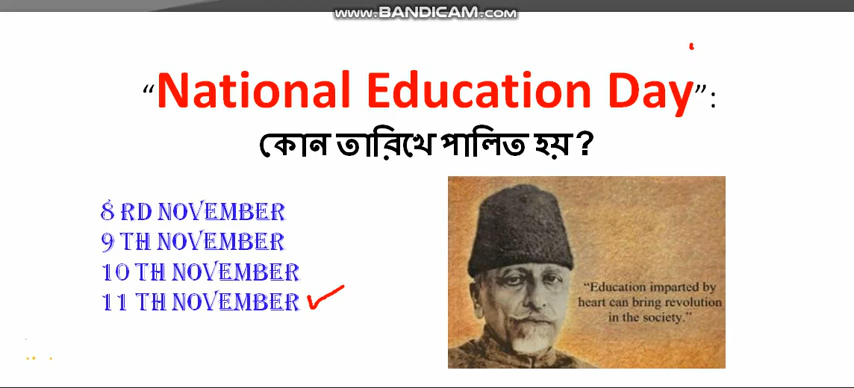 www.BANDICAM.com
“National Education Day”:
কোন তারিখে পালিত হয়?
8 RD NOVEMBER
9 TH NOVEMBER
10 TH NOVEMBER
11 TH NOVEMBER
“Education imparted by
heart can bring revolution
in the society.”